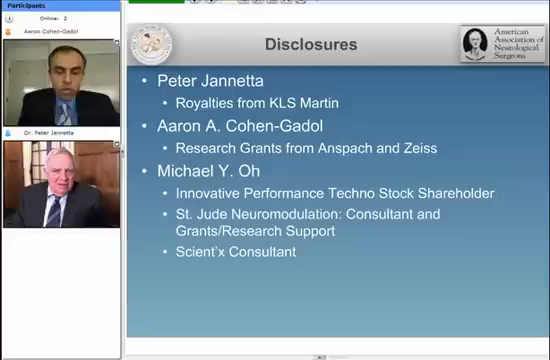 Participants
Online: 2
Aaron Cohen-Gadol
Dr. Peter Jannetta
Disclosures
American
Association of
Neurological
Surgeons
• Peter Jannetta
• Royalties from KLS Martin
• Aaron A. Cohen-Gadol
• Research Grants from Anspach and Zeiss
• Michael Y. Oh
• Innovative Performance Techno Stock Shareholder
• St. Jude Neuromodulation: Consultant and
Grants/Research Support
• Scient'x Consultant